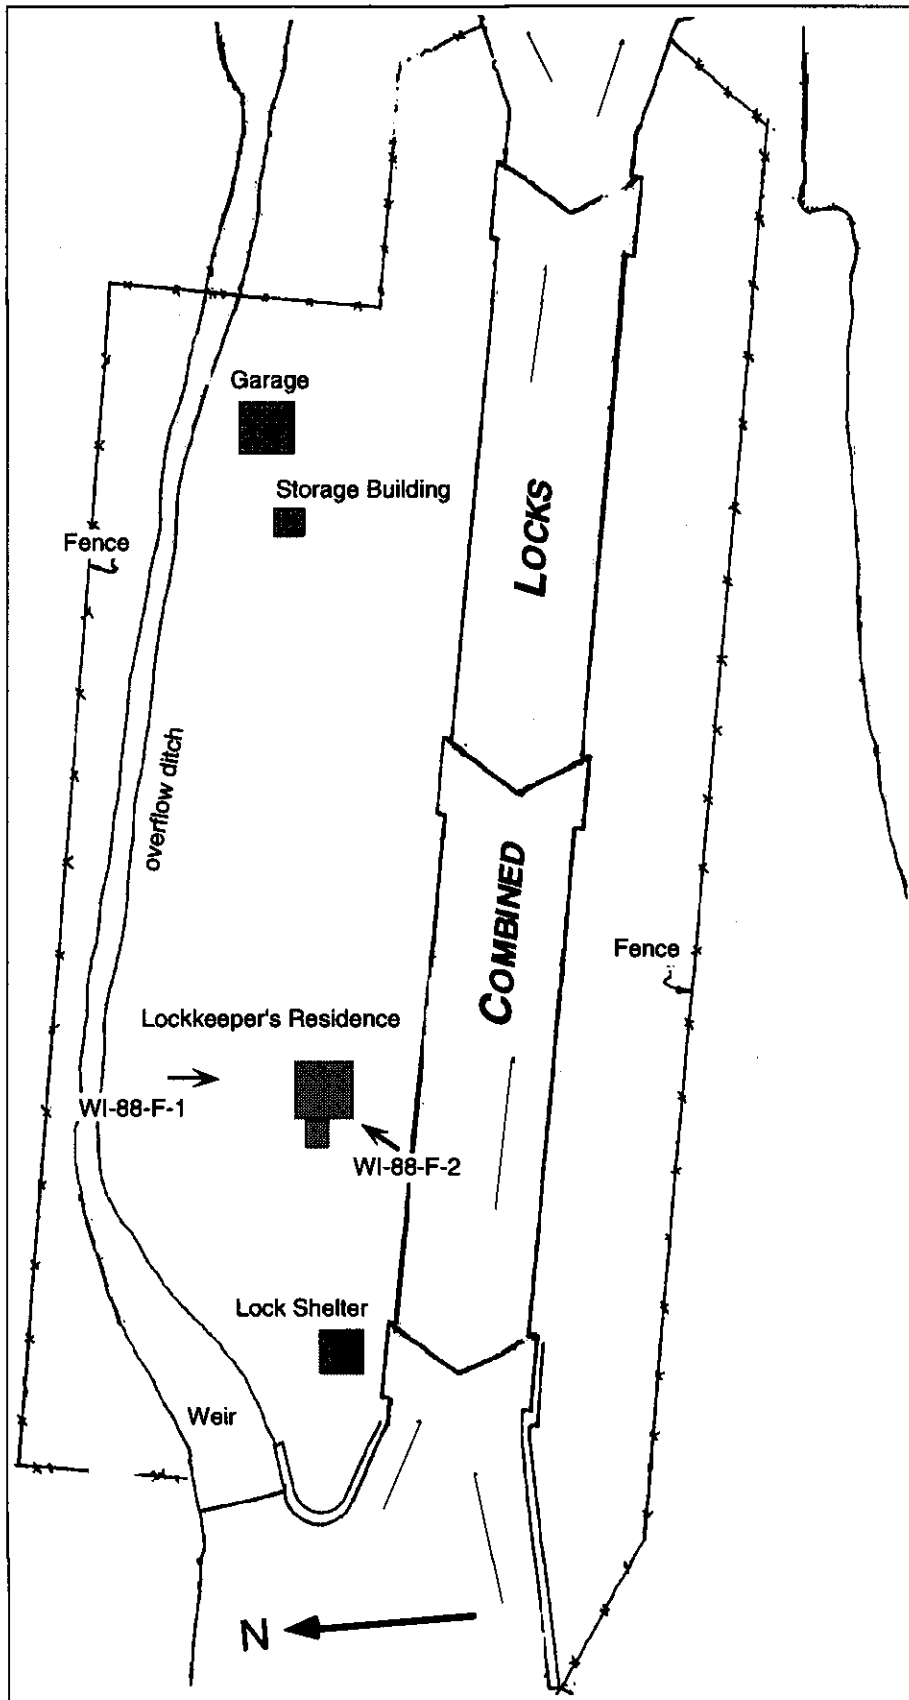 Garage
Storage Building
LOCKS
Fence
overflow ditch
COMBINED
Fence
Lockkeeper's Residence
WI-88-F-1
WI-88-F-2
Lock Shelter
Weir
N